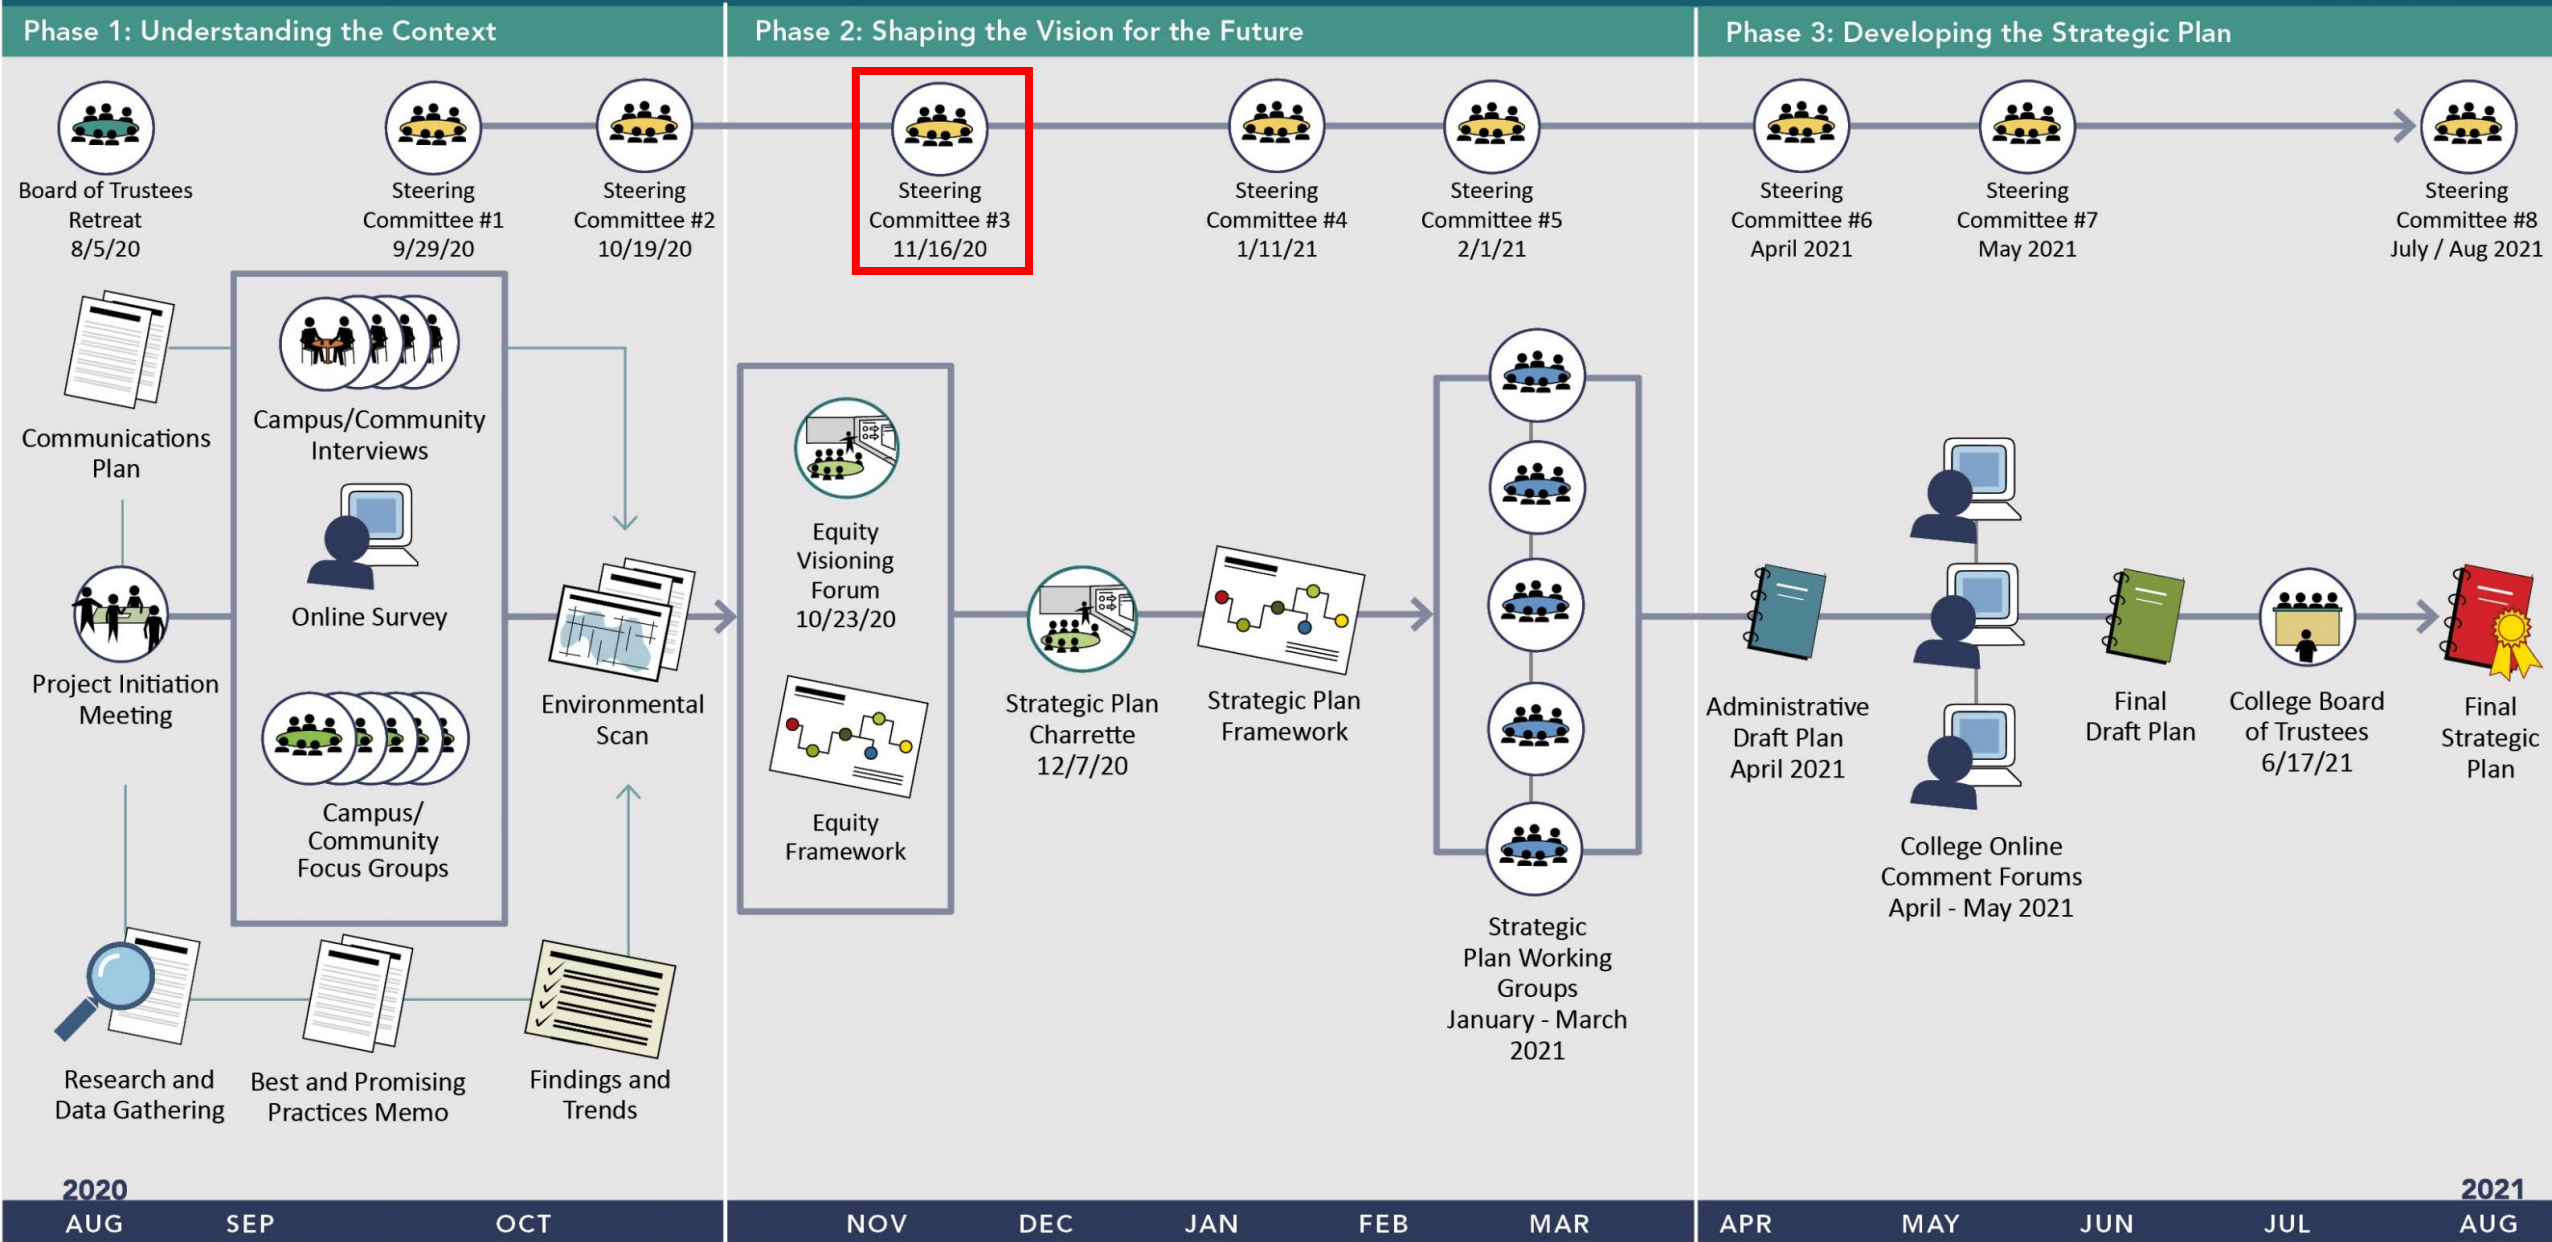 Phase 1: Understanding the Context
Phase 2: Shaping the Vision for the Future
Phase 3: Developing the Strategic Plan
Board of Trustees
Retreat
8/5/20
Steering
Committee #1
9/29/20
Steering
Committee #2
10/19/20
Steering
Committee #3
11/16/20
Steering
Committee #4
1/11/21
Steering
Committee #5
2/1/21
Steering
Committee #6
April 2021
Steering
Committee #7
May 2021
Steering
Committee #8
July / Aug 2021
Communications
Plan
Project Initiation
Meeting
Campus/Community
Interviews
Online Survey
Campus/
Community
Focus Groups
Environmental
Scan
Research and
Data Gathering
Best and Promising
Practices Memo
Findings and
Trends
Equity
Visioning
Forum
10/23/20
Equity
Framework
Strategic Plan
Charrette
12/7/20
Strategic Plan
Framework
Strategic
Plan Working
Groups
January - March
2021
Administrative
Draft Plan
April 2021
College Online
Comment Forums
April - May 2021
Final
Draft Plan
College Board
of Trustees
6/17/21
Final
Strategic
Plan
2020
2021
AUG
SEP
OCT
NOV
DEC
JAN
FEB
MAR
APR
MAY
JUN
JUL
AUG